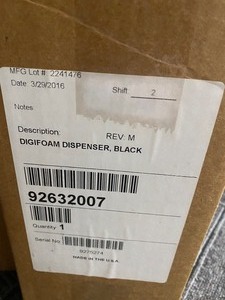 MFG Lot # 2241476
Date: 3/29/2016 Shift: 2
Notes
Description: REV: M
DIGIFOAM DISPENSER, BLACK
92632007
Quantity 1
Serial No
MADE IN THE U.S.A.